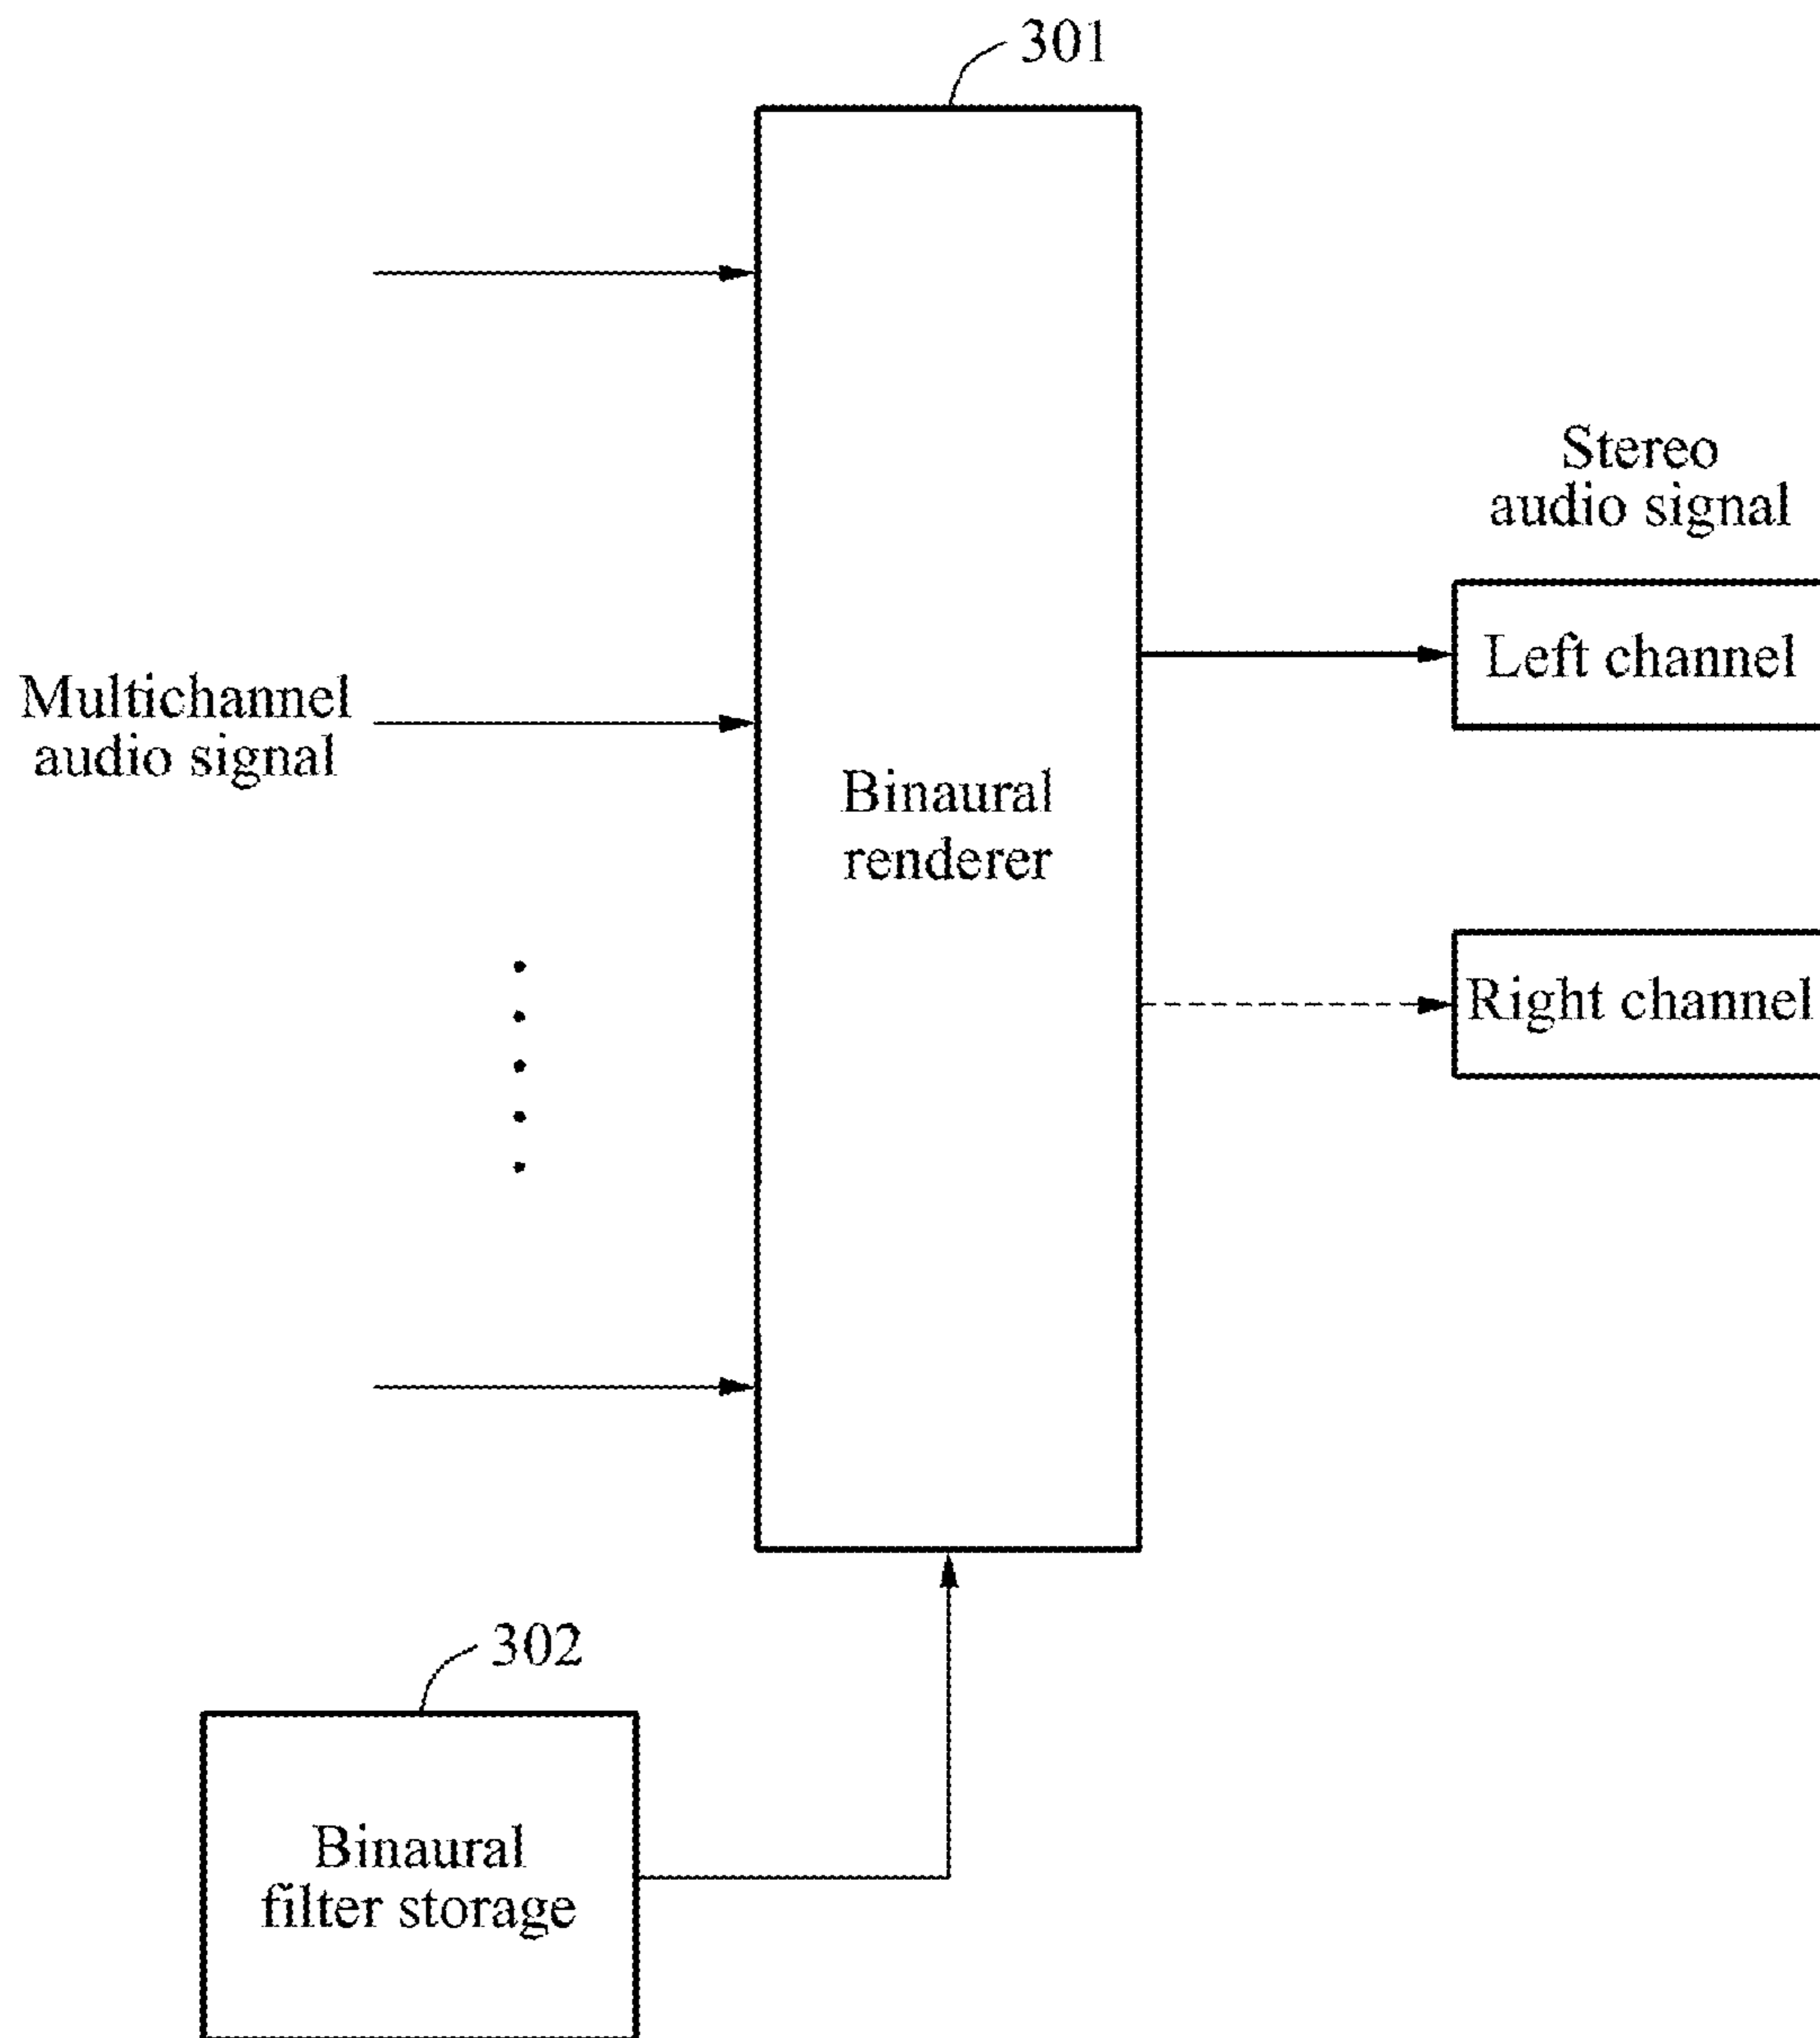 301
Stereo
audio signal
Left channel
Multichannel
audio signal
Binaural
renderer
Right channel
302
Binaural
filter storage